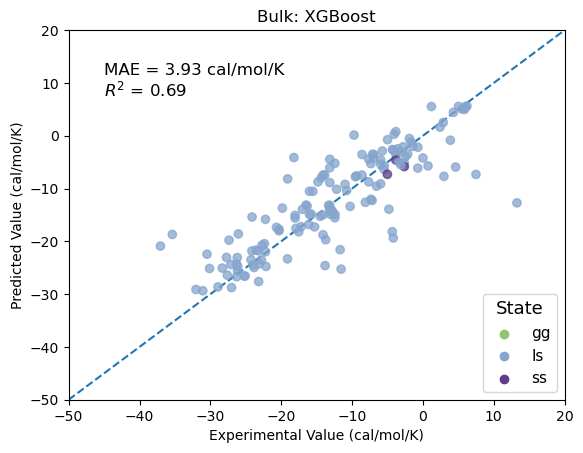 Bulk: XGBoost
MAE = 3.93 cal/mol/K
R² = 0.69
Predicted Value (cal/mol/K)
20
10
0
−10
−20
−30
−40
−50
State
gg
ls
ss
−50
−40
−30
−20
−10
0
10
20
Experimental Value (cal/mol/K)